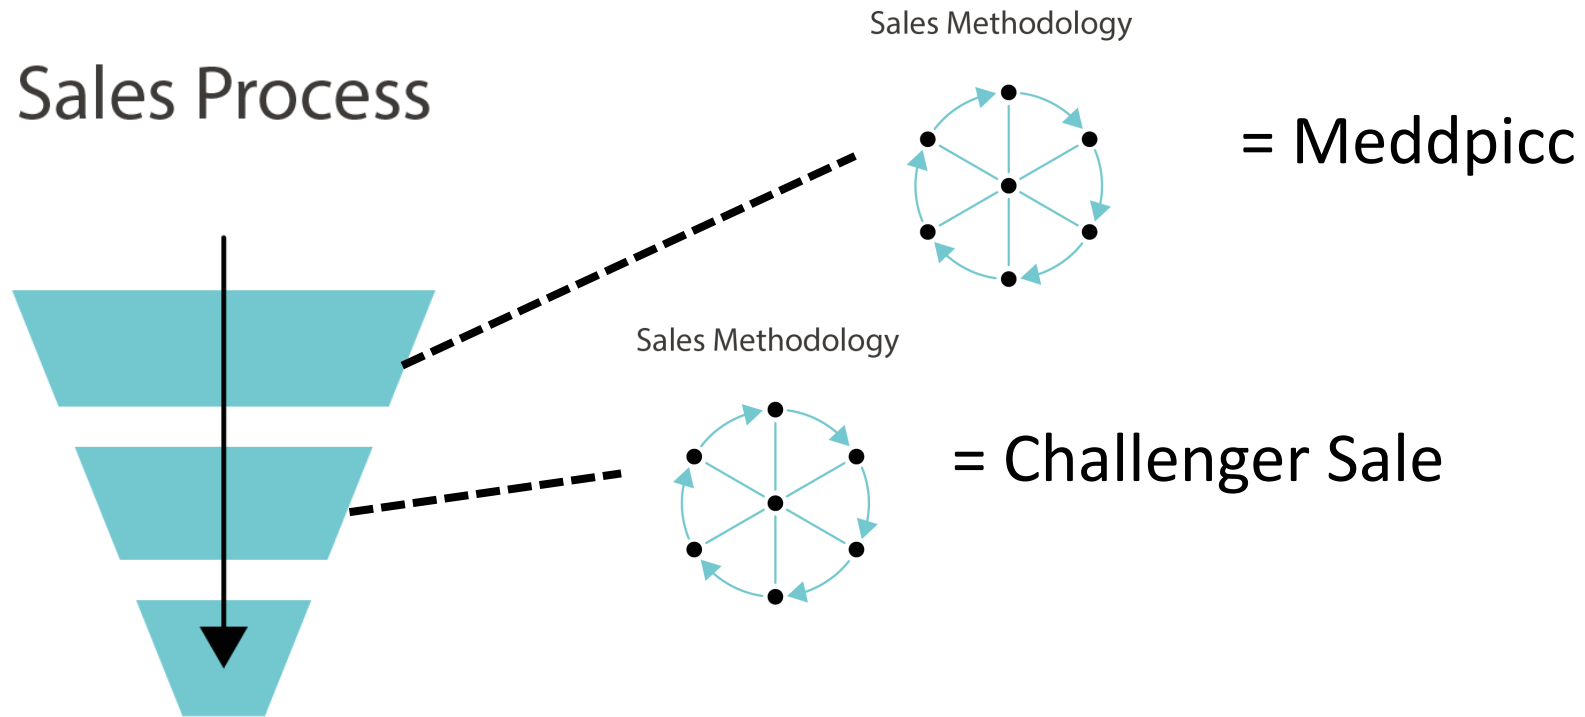 Sales Process
Sales Methodology
= Meddpicc
Sales Methodology
= Challenger Sale